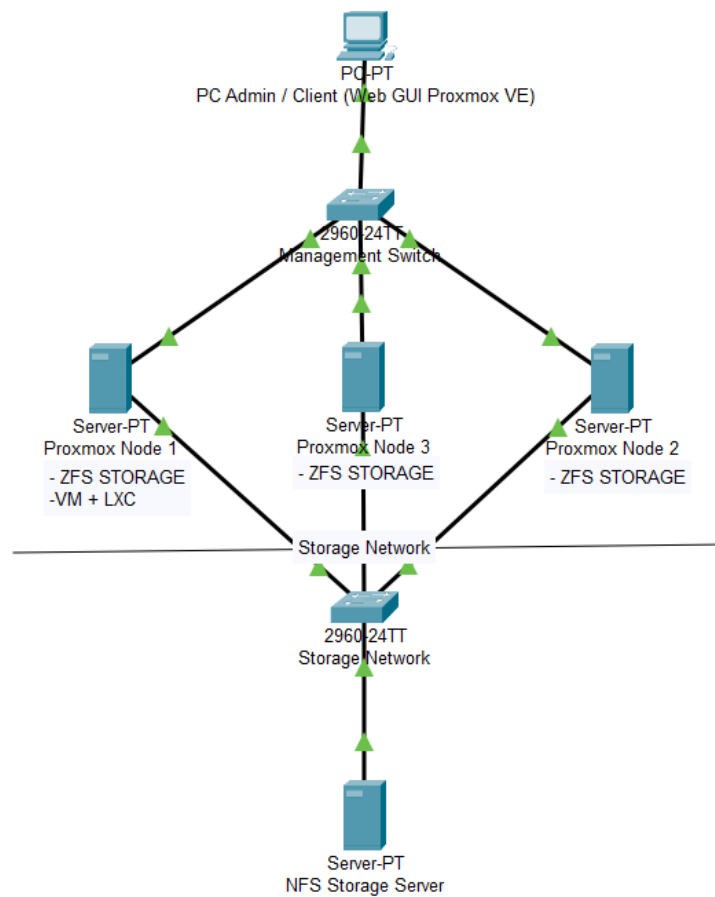 PC-PT
PC Admin / Client (Web GUI Proxmox VE)
2960-24TT
Management Switch
Server-PT
Proxmox Node 1
- ZFS STORAGE
-VM + LXC
Server-PT
Proxmox Node 3
- ZFS STORAGE
Server-PT
Proxmox Node 2
- ZFS STORAGE
Storage Network
2960-24TT
Storage Network
Server-PT
NFS Storage Server